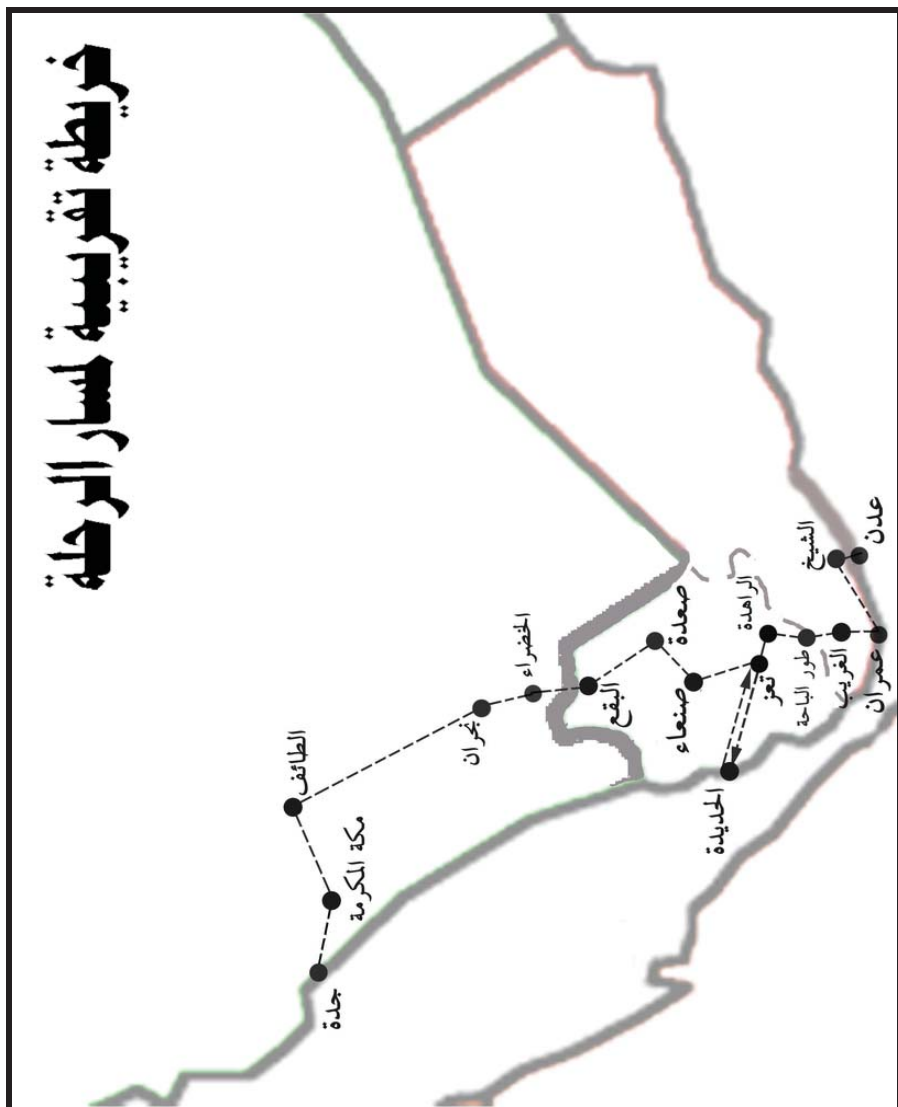 خريطة تقريبية لمسار الرحلة
جدة
مكة المكرمة
الطائف
نجران
الخضراء
البقع
صعدة
صنعاء
الحديدة
تعز
الراهدة
طور الباحة
الغريب
عمران
الشيخ
عدن